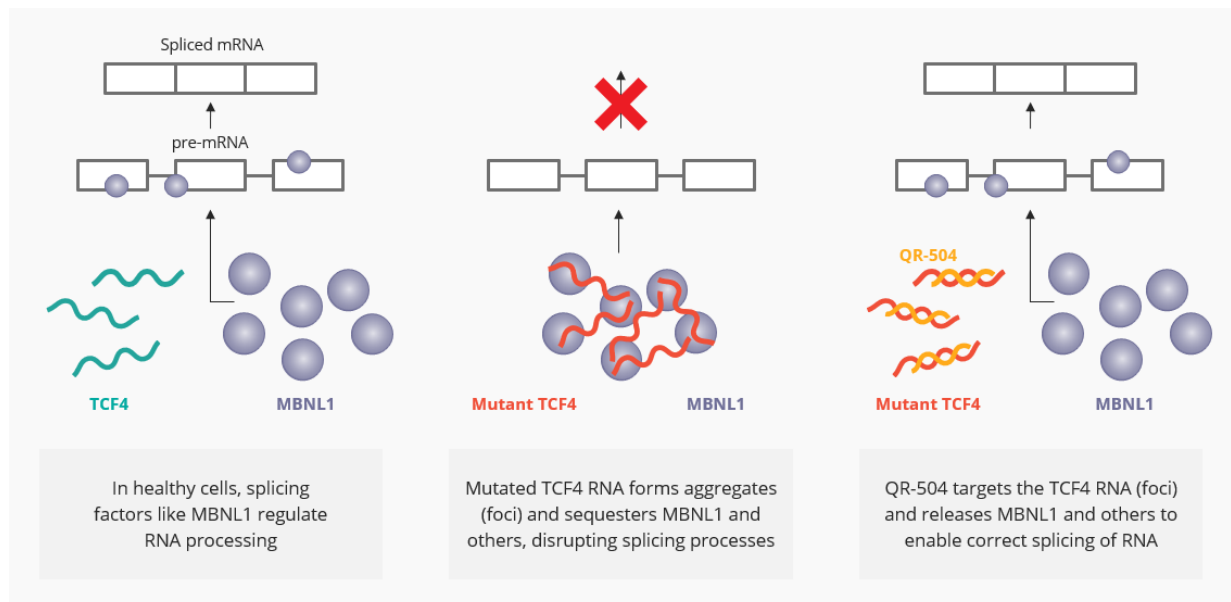 Spliced mRNA
pre-mRNA
TCF4
MBNL1
Mutant TCF4
MBNL1
QR-504
Mutant TCF4
MBNL1
In healthy cells, splicing
factors like MBNL1 regulate
RNA processing
Mutated TCF4 RNA forms aggregates
(foci) and sequesters MBNL1 and
others, disrupting splicing processes
QR-504 targets the TCF4 RNA (foci)
and releases MBNL1 and others to
enable correct splicing of RNA